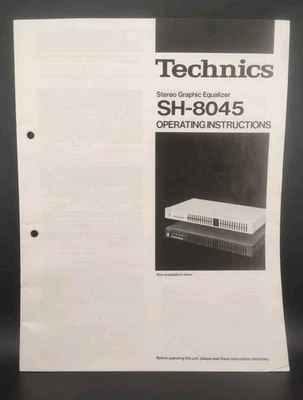 Technics
Stereo Graphic Equalizer
SH-8045
OPERATING INSTRUCTIONS
Also available in silver.
Before operating this unit, please read these instructions completely.